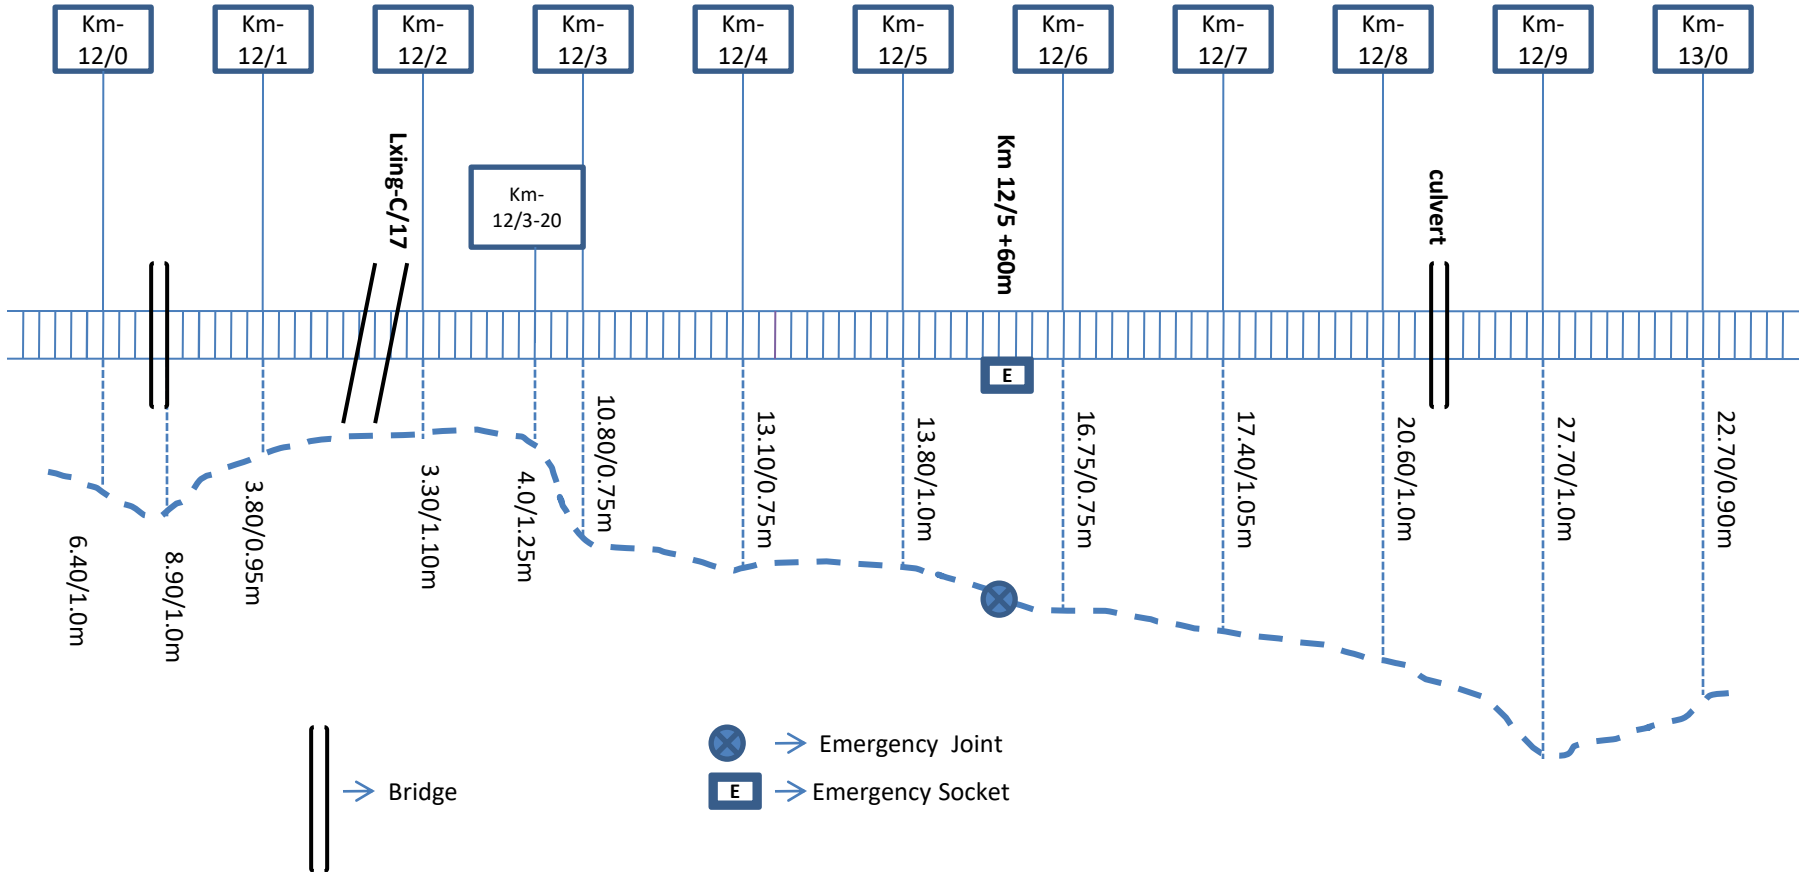 Km-
12/0
Km-
12/1
Km-
12/2
Km-
12/3
Km-
12/4
Km-
12/5
Km-
12/6
Km-
12/7
Km-
12/8
Km-
12/9
Km-
13/0
Lxing-C/17
Km-
12/3-20
Km 12/5 +60m
culvert
E
6.40/1.0m
8.90/1.0m
3.80/0.95m
3.30/1.10m
4.0/1.25m
10.80/0.75m
13.10/0.75m
13.80/1.0m
16.75/0.75m
17.40/1.05m
20.60/1.0m
27.70/1.0m
22.70/0.90m
Bridge
Emergency Joint
E
Emergency Socket